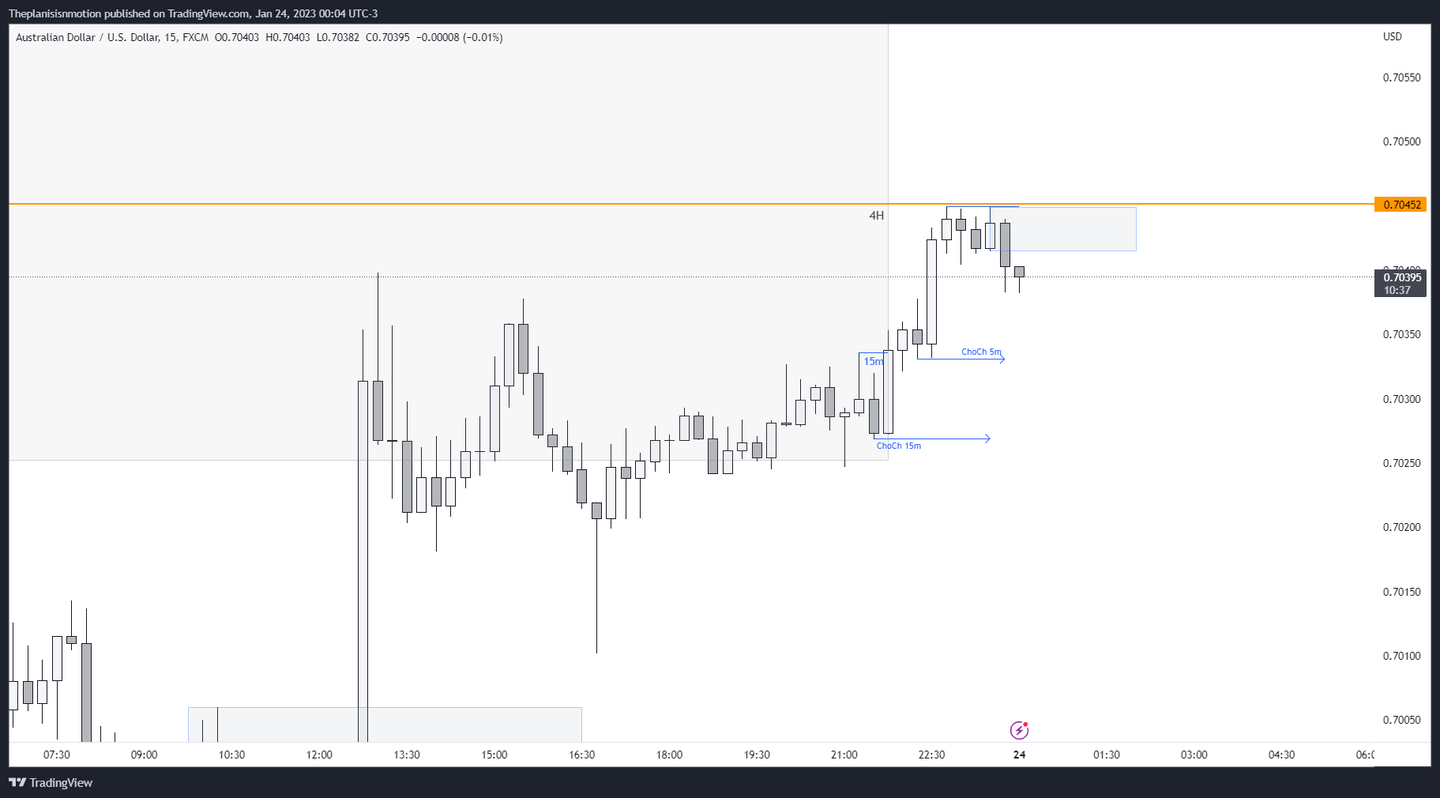 Theplanisisnmotion published on TradingView.com, Jan 24, 2023 00:04 UTC-3
Australian Dollar / U.S. Dollar, 15, FXCM O0.70403 H0.70403 L0.70382 C0.70395 −0.00008 (−0.01%)
USD
0.70550
0.70500
0.70452
4H
0.70395
10:37
0.70350
ChoCh 5m
15m
0.70300
ChoCh 15m
0.70250
0.70200
0.70150
0.70100
0.70050
07:30 09:00 10:30 12:00 13:30 15:00 16:30 18:00 19:30 21:00 22:30 24 01:30 03:00 04:30
TradingView